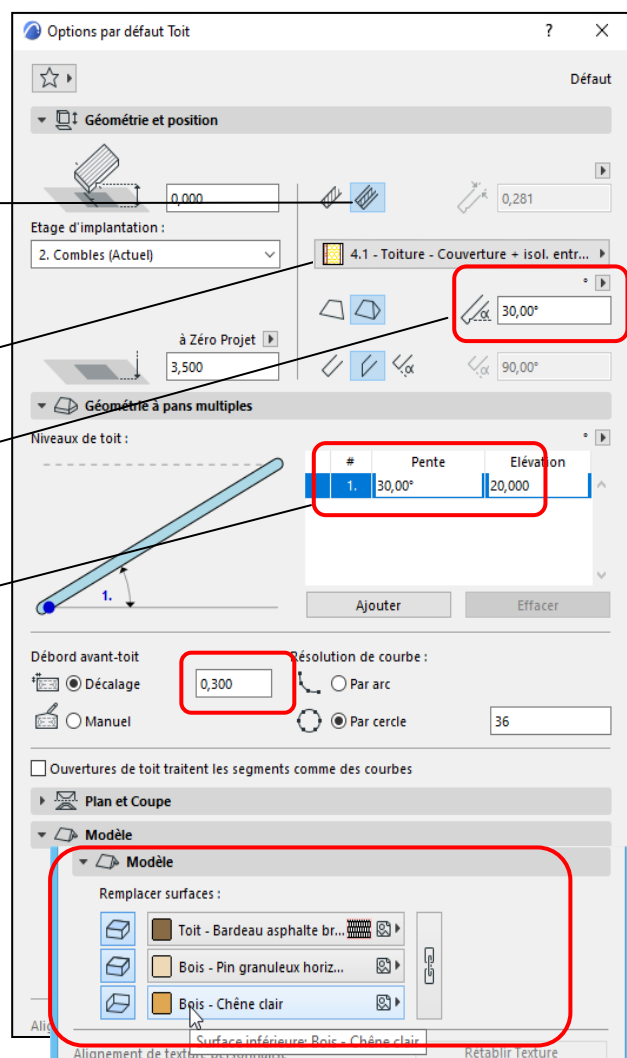 Options par défaut Toit
?
Défaut
Géométrie et position
0,000
0,281
Etage d'implantation :
2. Combles (Actuel)
4.1 - Toiture - Couverture + isol. entr...
°
α
30,00°
à Zéro Projet
3,500
α
α
90,00°
Géométrie à pans multiples
Niveaux de toit :
°
# Pente Elévation
1. 30,00° 20,000
1.
Ajouter
Effacer
Débord avant-toit
Résolution de courbe :
Décalage
0,300
Par arc
Manuel
Par cercle
36
Ouvertures de toit traitent les segments comme des courbes
Plan et Coupe
Modèle
Modèle
Remplacer surfaces :
Toit - Bardeau asphalte br...
Bois - Pin granuleux horiz...
Bois - Chêne clair
Surface inférieure: Bois - Chêne clair
Alig
Alignement de texture
Rétablir Texture